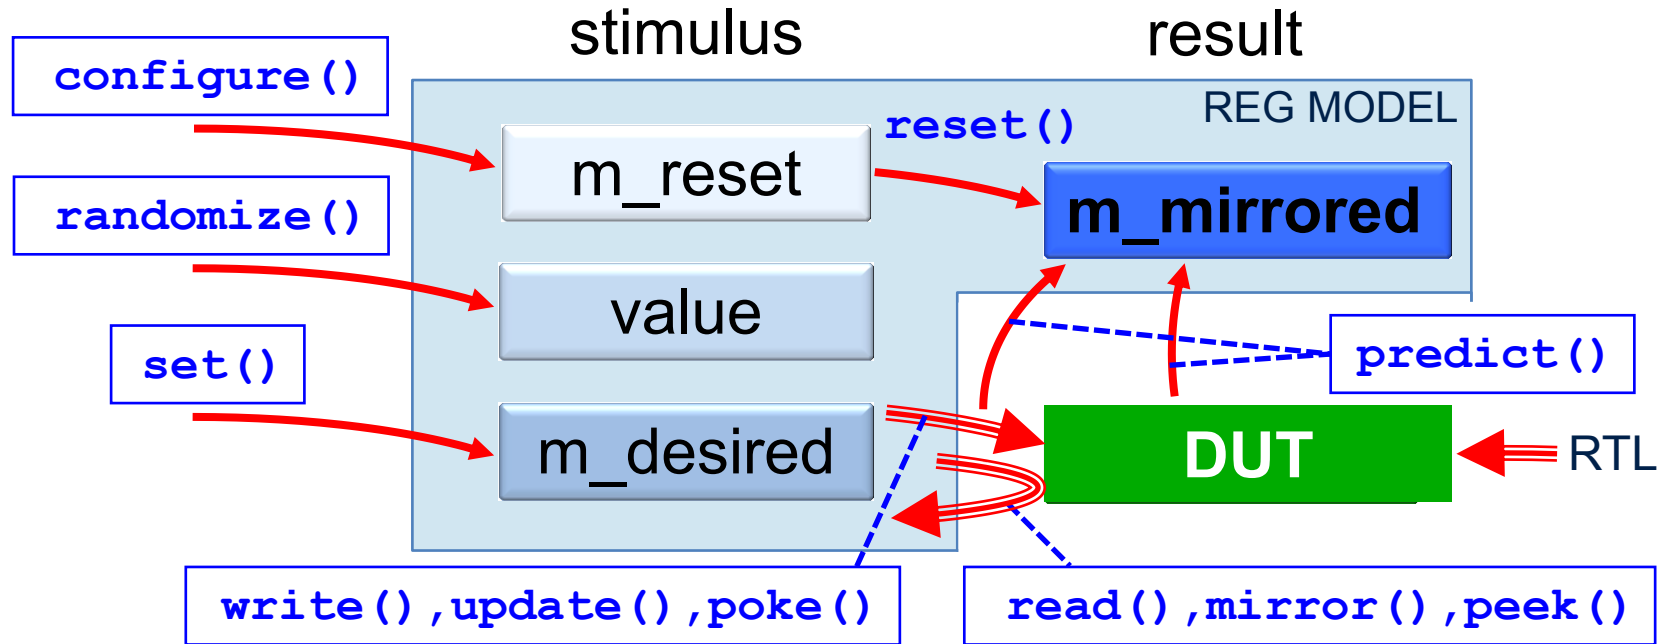 stimulus
result
configure()
REG MODEL
reset()
m_reset
m_mirrored
randomize()
value
set()
predict()
m_desired
DUT
RTL
write(),update(),poke()
read(),mirror(),peek()